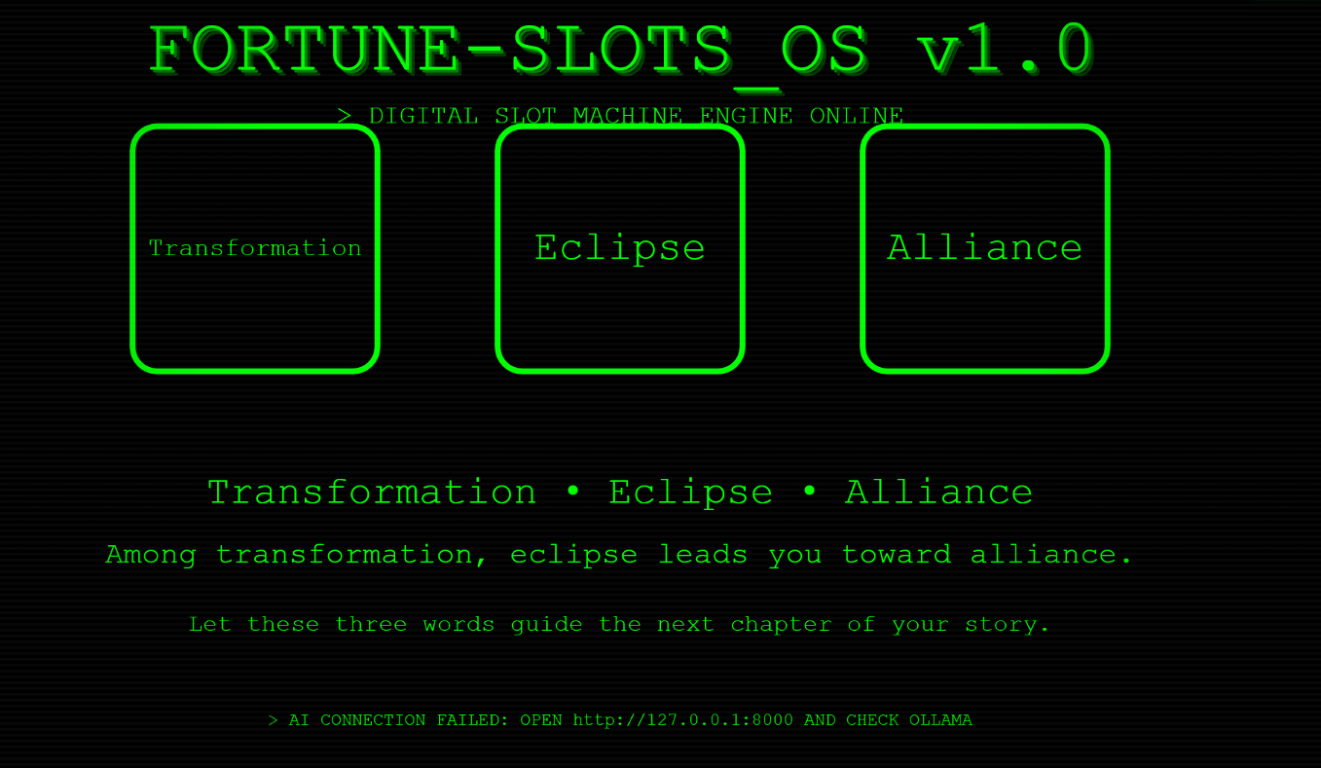 FORTUNE-SLOTS_OS v1.0
> DIGITAL SLOT MACHINE ENGINE ONLINE
Transformation
Eclipse
Alliance
Transformation • Eclipse • Alliance
Among transformation, eclipse leads you toward alliance.
Let these three words guide the next chapter of your story.
> AI CONNECTION FAILED: OPEN http://127.0.0.1:8000 AND CHECK OLLAMA